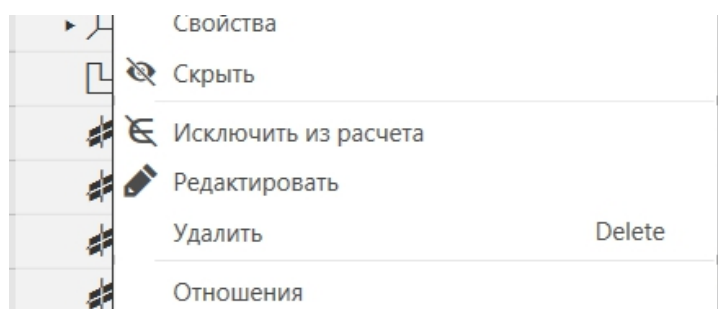 Свойства
Скрыть
Исключить из расчета
Редактировать
Удалить Delete
Отношения